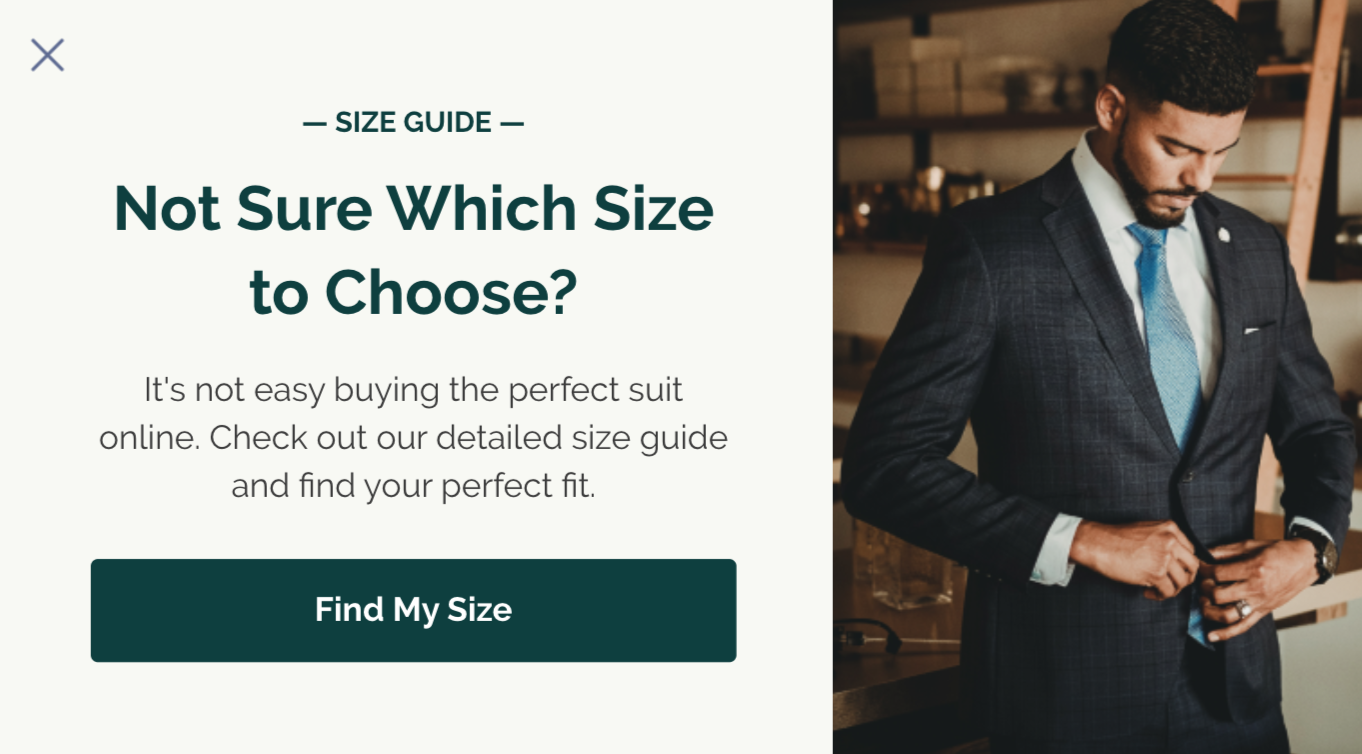 — SIZE GUIDE —
Not Sure Which Size
to Choose?
It's not easy buying the perfect suit
online. Check out our detailed size guide
and find your perfect fit.
Find My Size